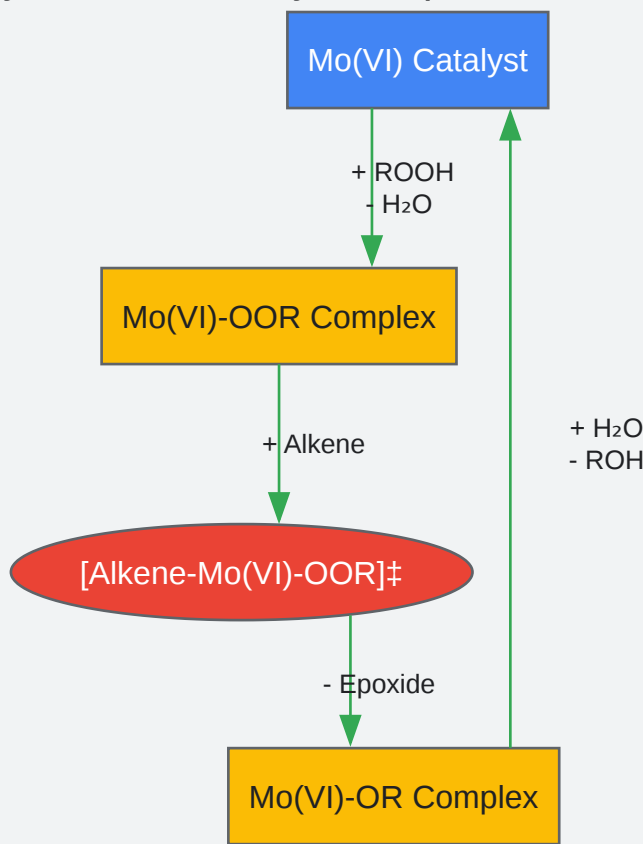 Mo(VI) Catalyst
+ ROOH
- H₂O
Mo(VI)-OOR Complex
+ Alkene
+ H₂O
- ROH
[Alkene-Mo(VI)-OOR]‡
- Epoxide
Mo(VI)-OR Complex